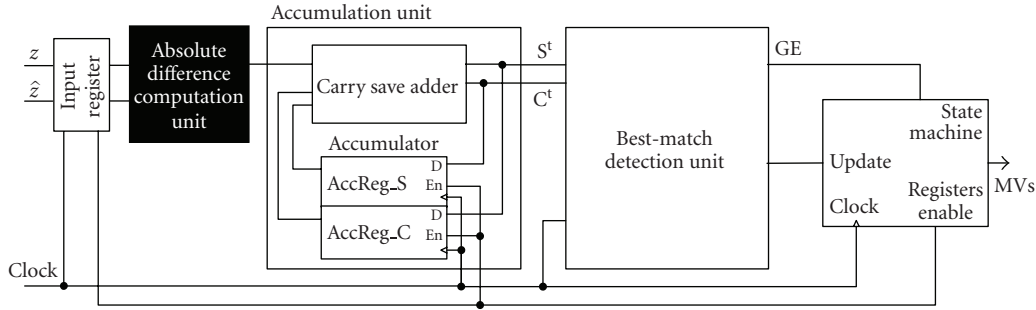 Accumulation unit
z
ẑ
Input
register
Absolute
difference
computation
unit
Carry save adder
Accumulator
AccReg_S
D
En
AccReg_C
D
En
Clock
Sᵗ
Cᵗ
Best-match
detection unit
GE
State
machine
Update
Registers
enable
Clock
MVs